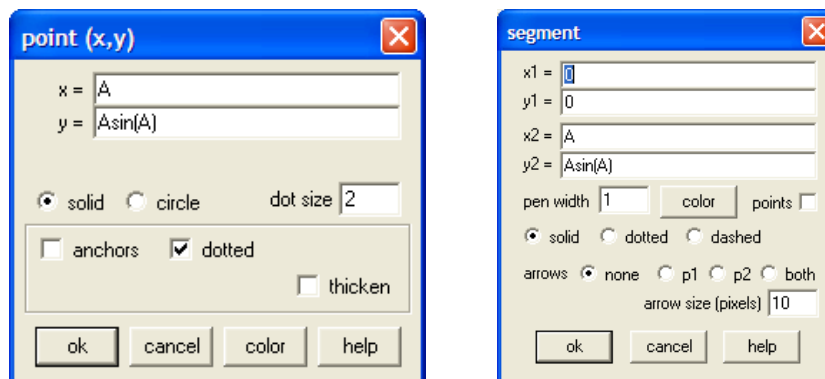 point (x,y)
x = A
y = Asin(A)
solid circle dot size 2
anchors dotted
thicken
ok cancel color help
segment
x1 = 0
y1 = 0
x2 = A
y2 = Asin(A)
pen width 1 color points
solid dotted dashed
arrows none p1 p2 both
arrow size (pixels) 10
ok cancel help